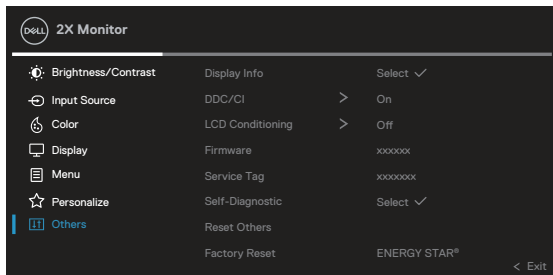 DELL 2X Monitor
Brightness/Contrast Display Info Select ✓
Input Source DDC/CI > On
Color LCD Conditioning > Off
Display Firmware xxxxxx
Menu Service Tag xxxxxxx
Personalize Self-Diagnostic Select ✓
Others Reset Others
Factory Reset ENERGY STAR®
< Exit